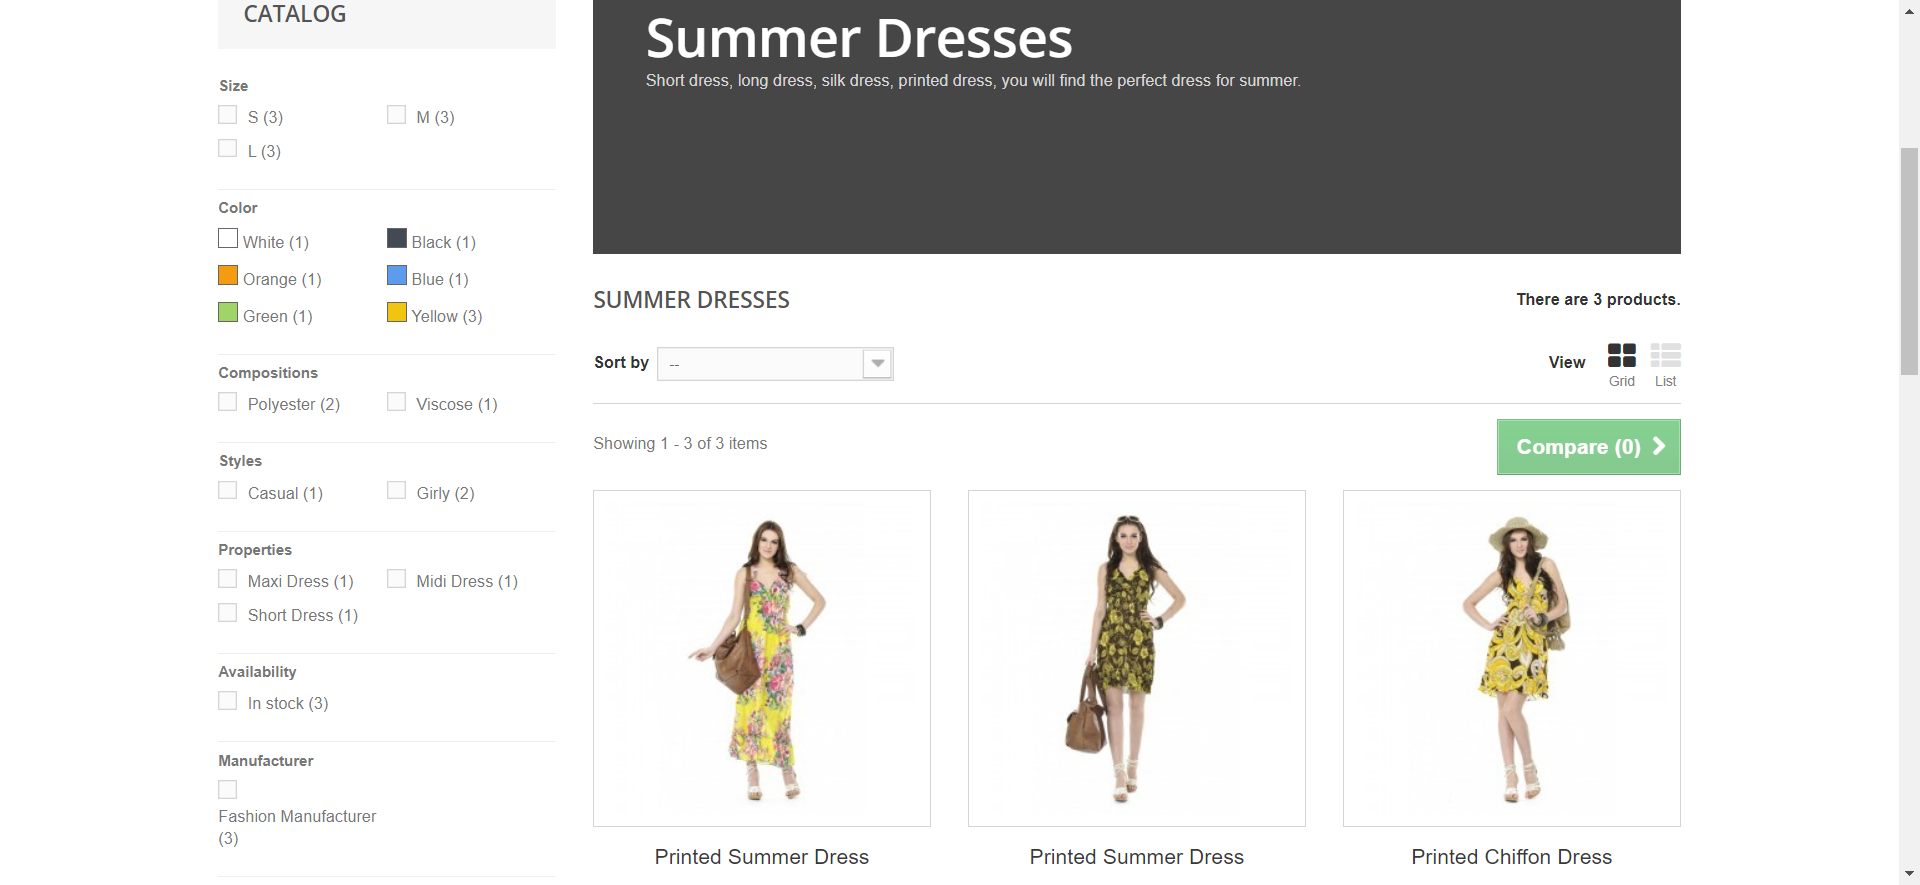 CATALOG
Size
S (3)
M (3)
L (3)
Color
White (1)
Black (1)
Orange (1)
Blue (1)
Green (1)
Yellow (3)
Compositions
Polyester (2)
Viscose (1)
Styles
Casual (1)
Girly (2)
Properties
Maxi Dress (1)
Midi Dress (1)
Short Dress (1)
Availability
In stock (3)
Manufacturer
Fashion Manufacturer
(3)
Summer Dresses
Short dress, long dress, silk dress, printed dress, you will find the perfect dress for summer.
SUMMER DRESSES
There are 3 products.
Sort by
--
View
Grid
List
Showing 1 - 3 of 3 items
Compare (0)
Printed Summer Dress
Printed Summer Dress
Printed Chiffon Dress